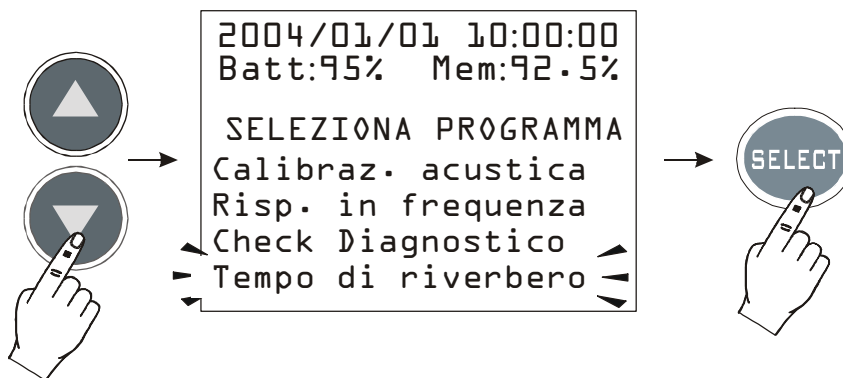 2004/01/01 10:00:00
Batt:95% Mem:92.5%
SELEZIONA PROGRAMMA
Calibraz. acustica
Risp. in frequenza
Check Diagnostico
Tempo di riverbero
SELECT